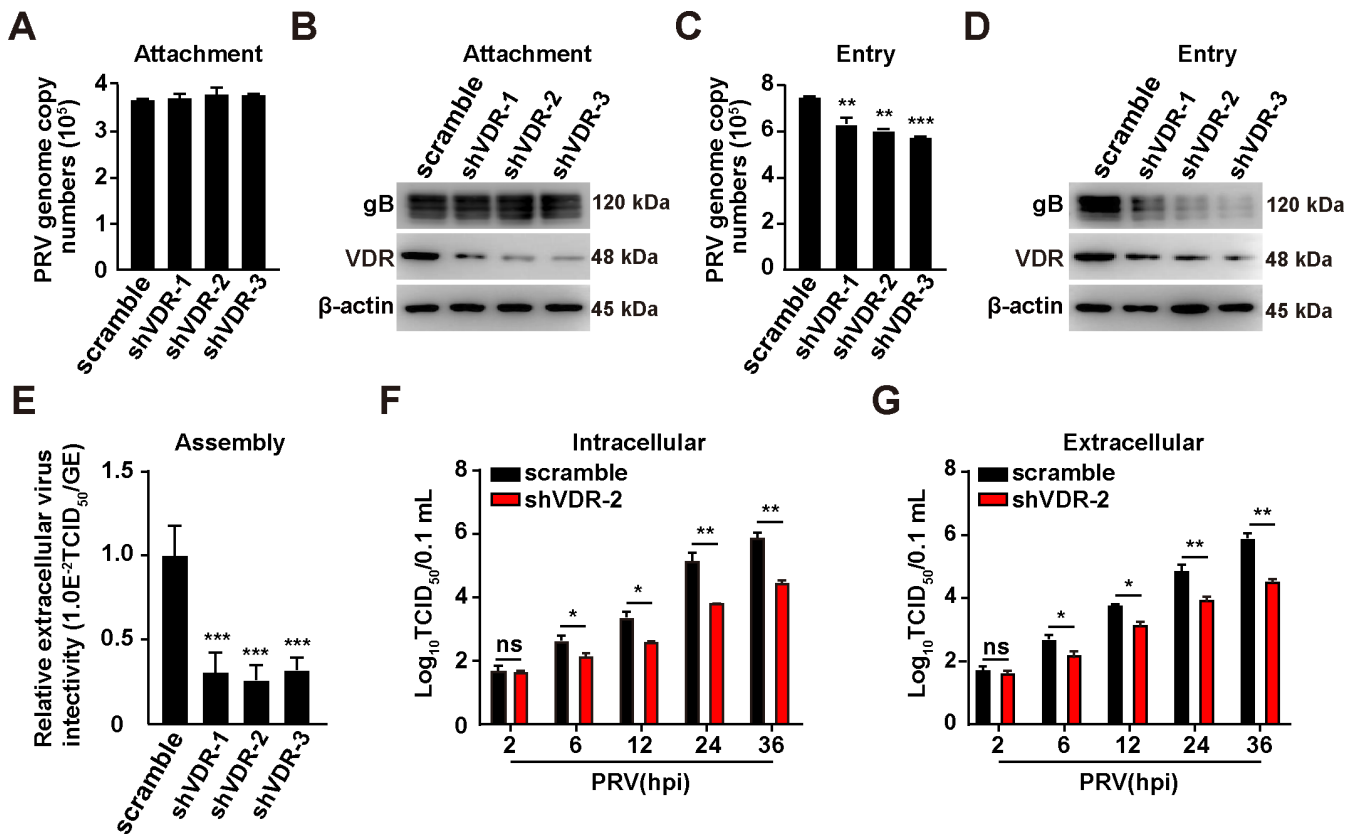 A
Attachment
PRV genome copy
numbers (10⁵)
4
3
2
1
0
scramble
shVDR-1
shVDR-2
shVDR-3
B
Attachment
scramble
shVDR-1
shVDR-2
shVDR-3
gB
120 kDa
VDR
48 kDa
β-actin
45 kDa
C
Entry
PRV genome copy
numbers (10⁵)
8
6
4
2
0
**
**
***
scramble
shVDR-1
shVDR-2
shVDR-3
D
Entry
scramble
shVDR-1
shVDR-2
shVDR-3
gB
120 kDa
VDR
48 kDa
β-actin
45 kDa
E
Assembly
Relative extracellular virus
intectivity (1.0E⁻²TCID₅₀/GE)
1.5
1.0
0.5
0
***
***
***
scramble
shVDR-1
shVDR-2
shVDR-3
F
Intracellular
Log₁₀TCID₅₀/0.1 mL
8
6
4
2
0
scramble
shVDR-2
ns
*
*
**
**
2
6
12
24
36
PRV(hpi)
G
Extracellular
Log₁₀TCID₅₀/0.1 mL
8
6
4
2
0
scramble
shVDR-2
ns
*
*
**
**
2
6
12
24
36
PRV(hpi)